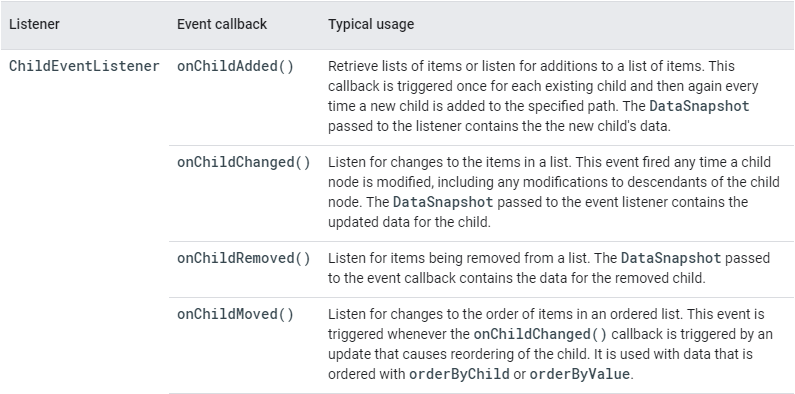 Listener Event callback Typical usage
ChildEventListener onChildAdded() Retrieve lists of items or listen for additions to a list of items. This
callback is triggered once for each existing child and then again every
time a new child is added to the specified path. The DataSnapshot
passed to the listener contains the the new child's data.
onChildChanged() Listen for changes to the items in a list. This event fired any time a child
node is modified, including any modifications to descendants of the child
node. The DataSnapshot passed to the event listener contains the
updated data for the child.
onChildRemoved() Listen for items being removed from a list. The DataSnapshot passed
to the event callback contains the data for the removed child.
onChildMoved() Listen for changes to the order of items in an ordered list. This event is
triggered whenever the onChildChanged() callback is triggered by an
update that causes reordering of the child. It is used with data that is
ordered with orderByChild or orderByValue.